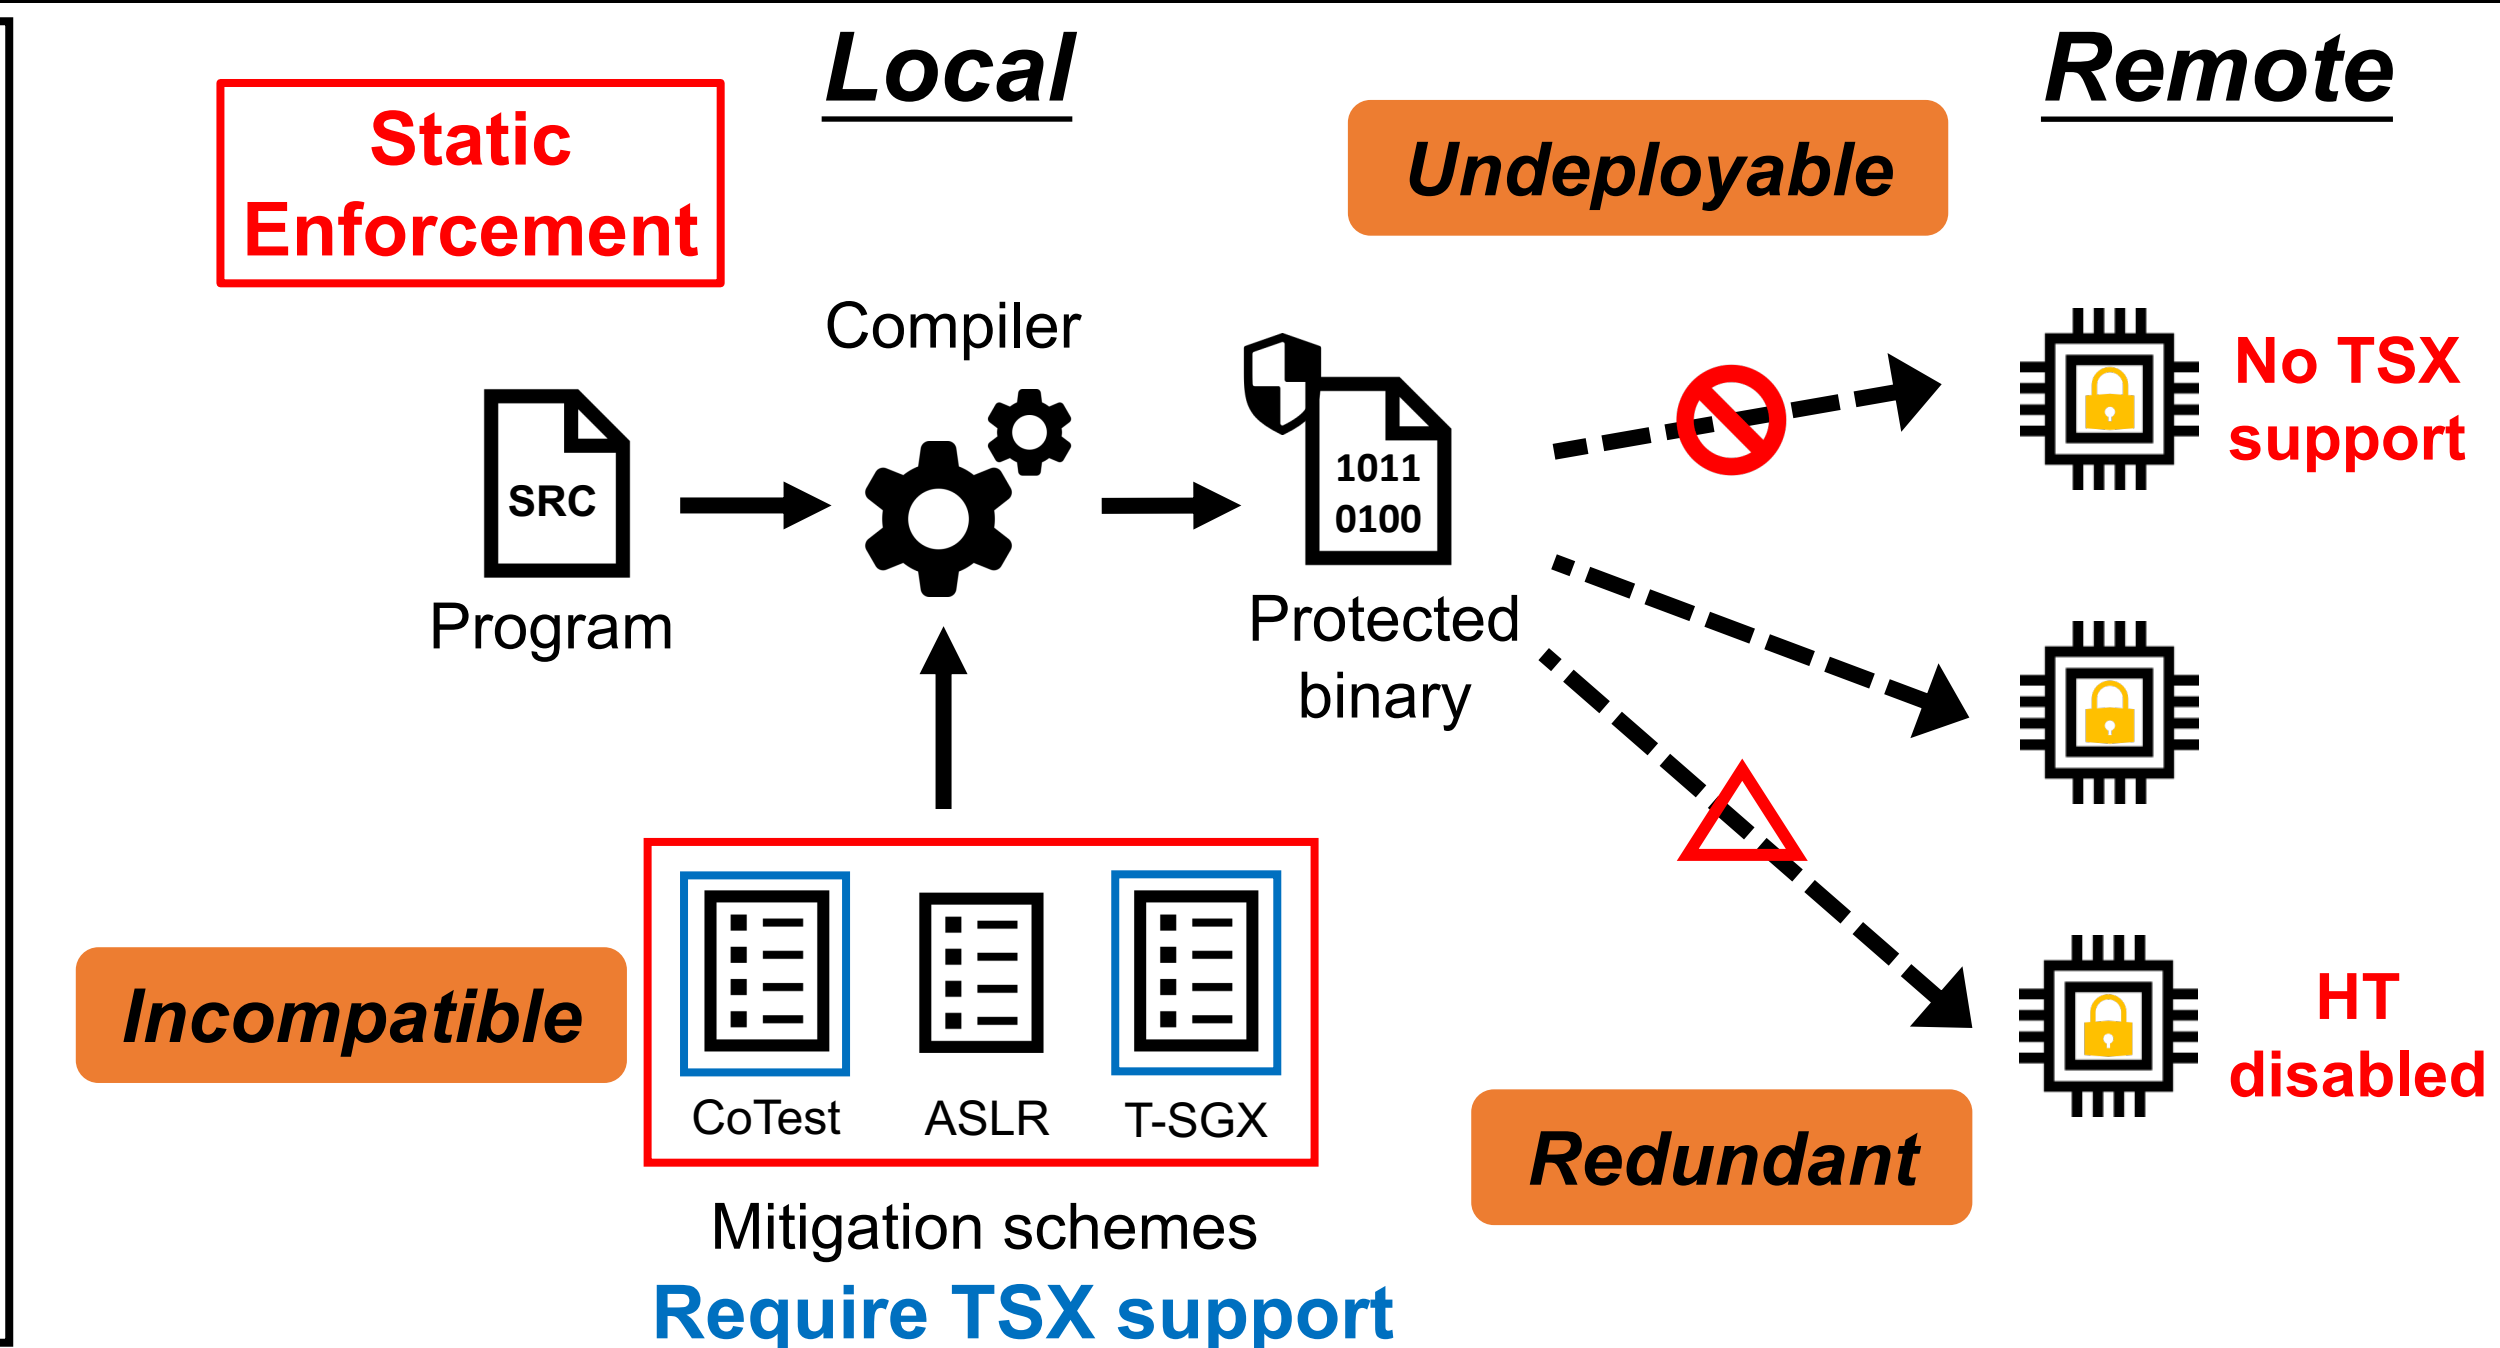 Local
Remote
Static
Enforcement
Undeployable
Compiler
No TSX
support
SRC
1011
0100
Program
Protected
binary
Incompatible
HT
disabled
CoTest
ASLR
T-SGX
Redundant
Mitigation schemes
Require TSX support